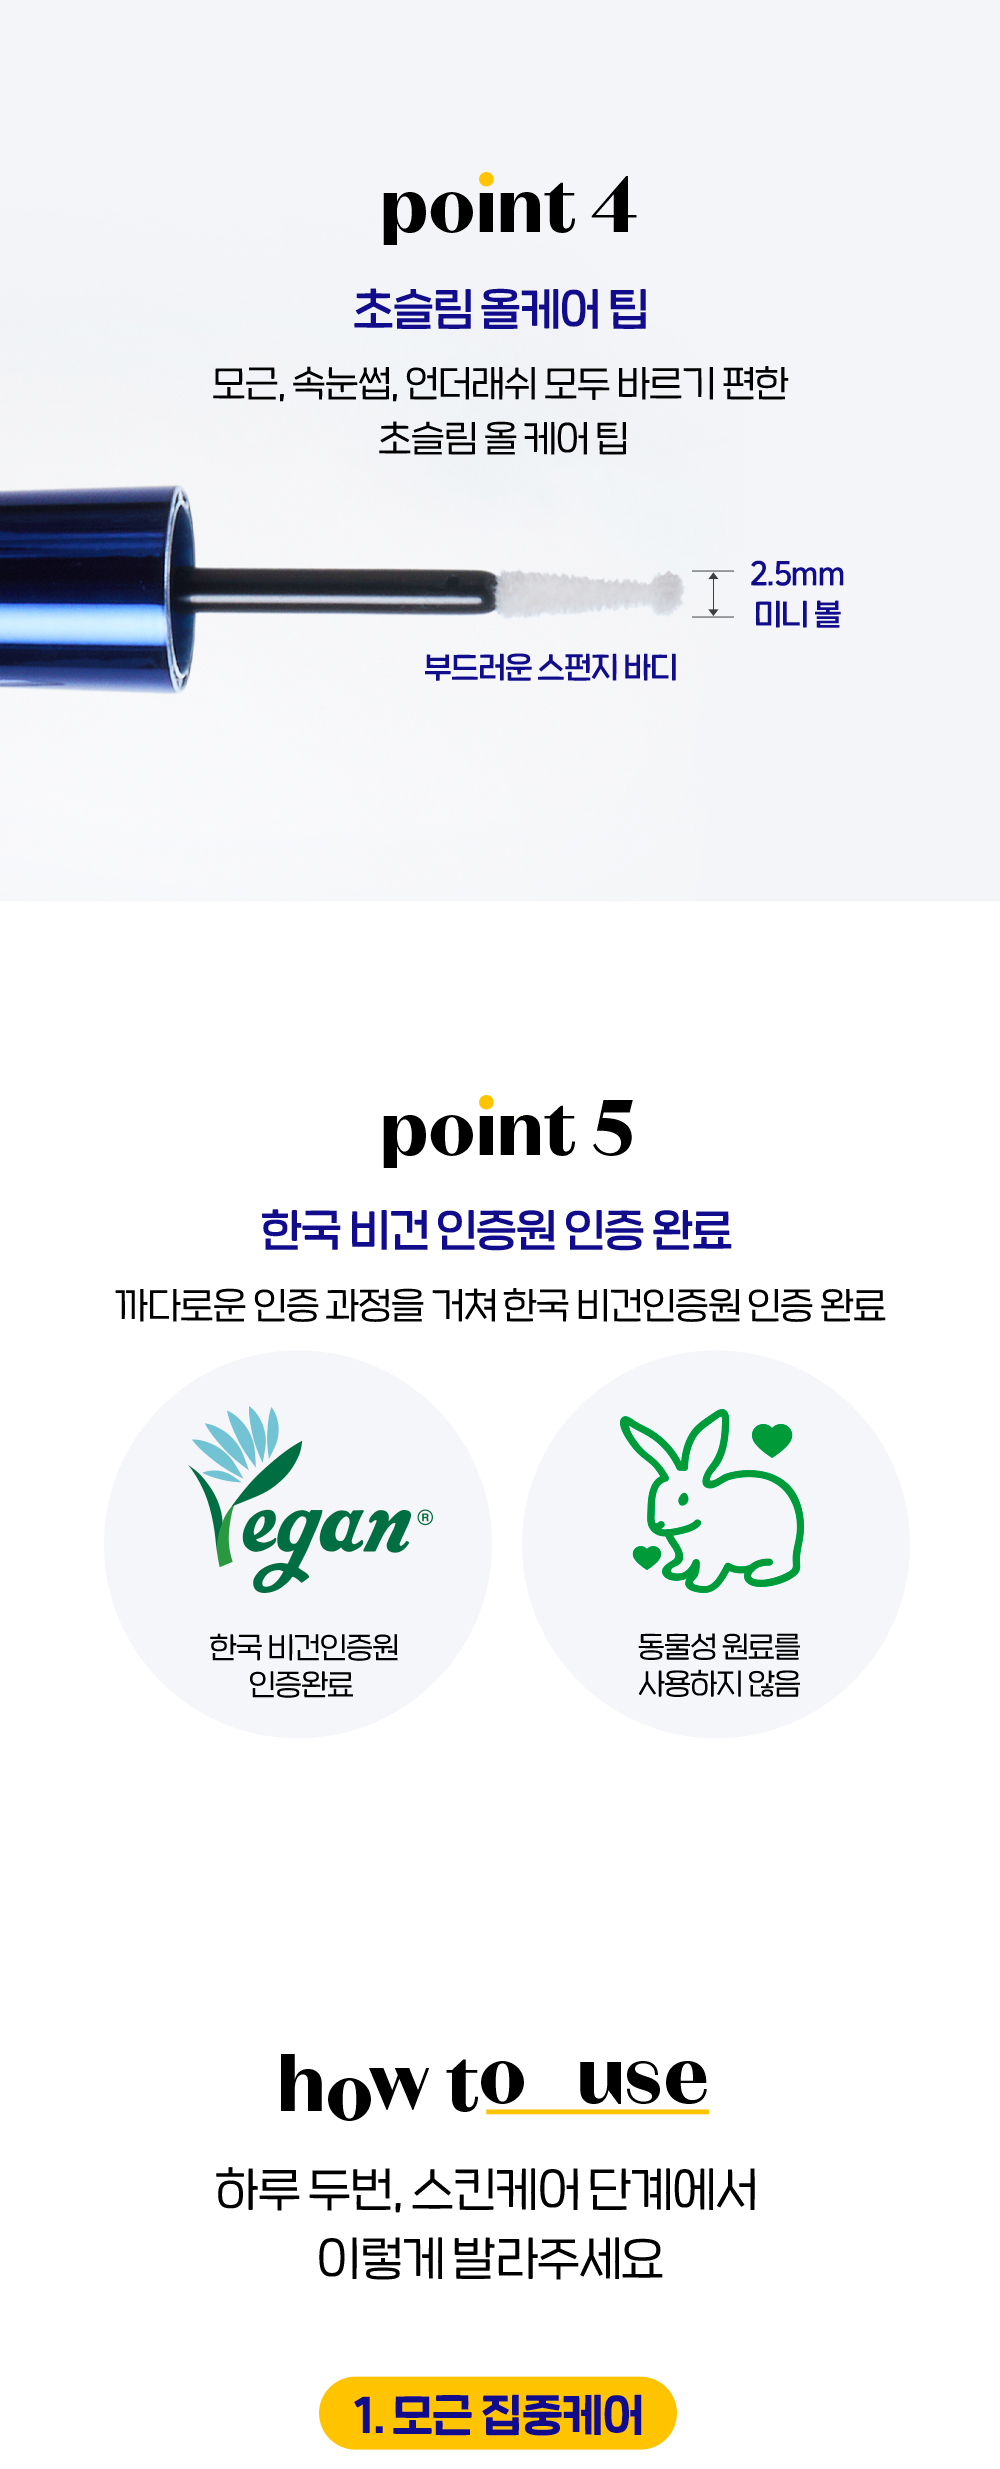 point 4
초슬림 올케어 팁
모근, 속눈썹, 언더래쉬 모두 바르기 편한
초슬림 올 케어 팁
2.5mm
미니 볼
부드러운 스펀지 바디
point 5
한국 비건 인증원 인증 완료
까다로운 인증 과정을 거쳐 한국 비건인증원 인증 완료
Vegan®
한국 비건인증원
인증완료
동물성 원료를
사용하지 않음
how to use
하루 두번, 스킨케어 단계에서
이렇게 발라주세요
1. 모근 집중케어